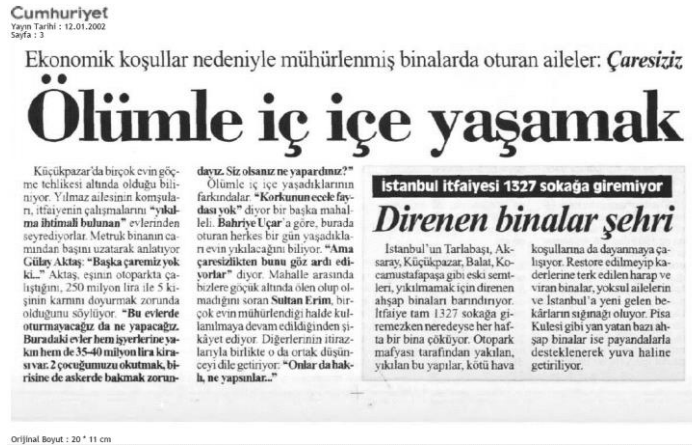 Cumhuriyet
Yayın Tarihi : 12.01.2002
Sayfa : 3
Ekonomik koşullar nedeniyle mühürlenmiş binalarda oturan aileler: Çaresiziz
Ölümle iç içe yaşamak
Küçükpazar'da birçok evin göç-
me tehlikesi altında olduğu bili-
niyor. Yılmaz ailesinin komşula-
rı, itfaiyenin çalışmalarını "yıkıl-
ma ihtimali bulunan" evlerinden
seyrediyorlar. Metruk binanın ca-
mından başını uzatarak anlatıyor
Gülay Aktaş: "Başka çaremiz yok
ki..." Aktaş, eşinin otoparkta ça-
lıştığını, 250 milyon lira ile 5 ki-
şinin karnını doyurmak zorunda
olduğunu söylüyor. "Bu evlerde
oturmayacağız da ne yapacağız.
Buradaki evler hem işyerlerine ya-
kın hem de 35-40 milyon lira kira-
sı var. 2 çocuğumuzu okutmak, bi-
risine de askerde bakmak zorun-
dayız. Siz olsanız ne yapardınız?"
Ölümle iç içe yaşadıklarının
farkındalar. "Korkunun ecele fay-
dası yok" diyor bir başka mahal-
leli. Bahriye Uçar'a göre, burada
oturan herkes bir gün yaşadıkla-
rı evin yıkılacağını biliyor. "Ama
çaresizlikten bunu göz ardı edi-
yorlar" diyor. Mahalle arasında
bizlere göçük altında ölen olup ol-
madığını soran Sultan Erim, bir-
çok evin mühürlendiği halde kul-
lanılmaya devam edildiğinden şi-
kâyet ediyor. Diğerlerinin itiraz-
larıyla birlikte o da ortak düşün-
ceyi dile getiriyor: "Onlar da hak-
lı, ne yapsınlar..."
İstanbul itfaiyesi 1327 sokağa giremiyor
Direnen binalar şehri
İstanbul'un Tarlabaşı, Ak-
saray, Küçükpazar, Balat, Ko-
camustafapaşa gibi eski semt-
leri, yıkılmamak için direnen
ahşap binaları barındırıyor.
İtfaiye tam 1327 sokağa gi-
remezken neredeyse her haf-
ta bir bina çöküyor. Otopark
mafyası tarafından yakılan,
yıkılan bu yapılar, kötü hava
koşullarına da dayanmaya ça-
lışıyor. Restore edilmeyip ka-
derlerine terk edilen harap ve
viran binalar, yoksul ailelerin
ve İstanbul'a yeni gelen be-
kârların sığınağı oluyor. Pisa
Kulesi gibi yan yatan bazı ah-
şap binalar ise payandalarla
desteklenerek yuva haline
getiriliyor.
Orijinal Boyut : 20 * 11 cm